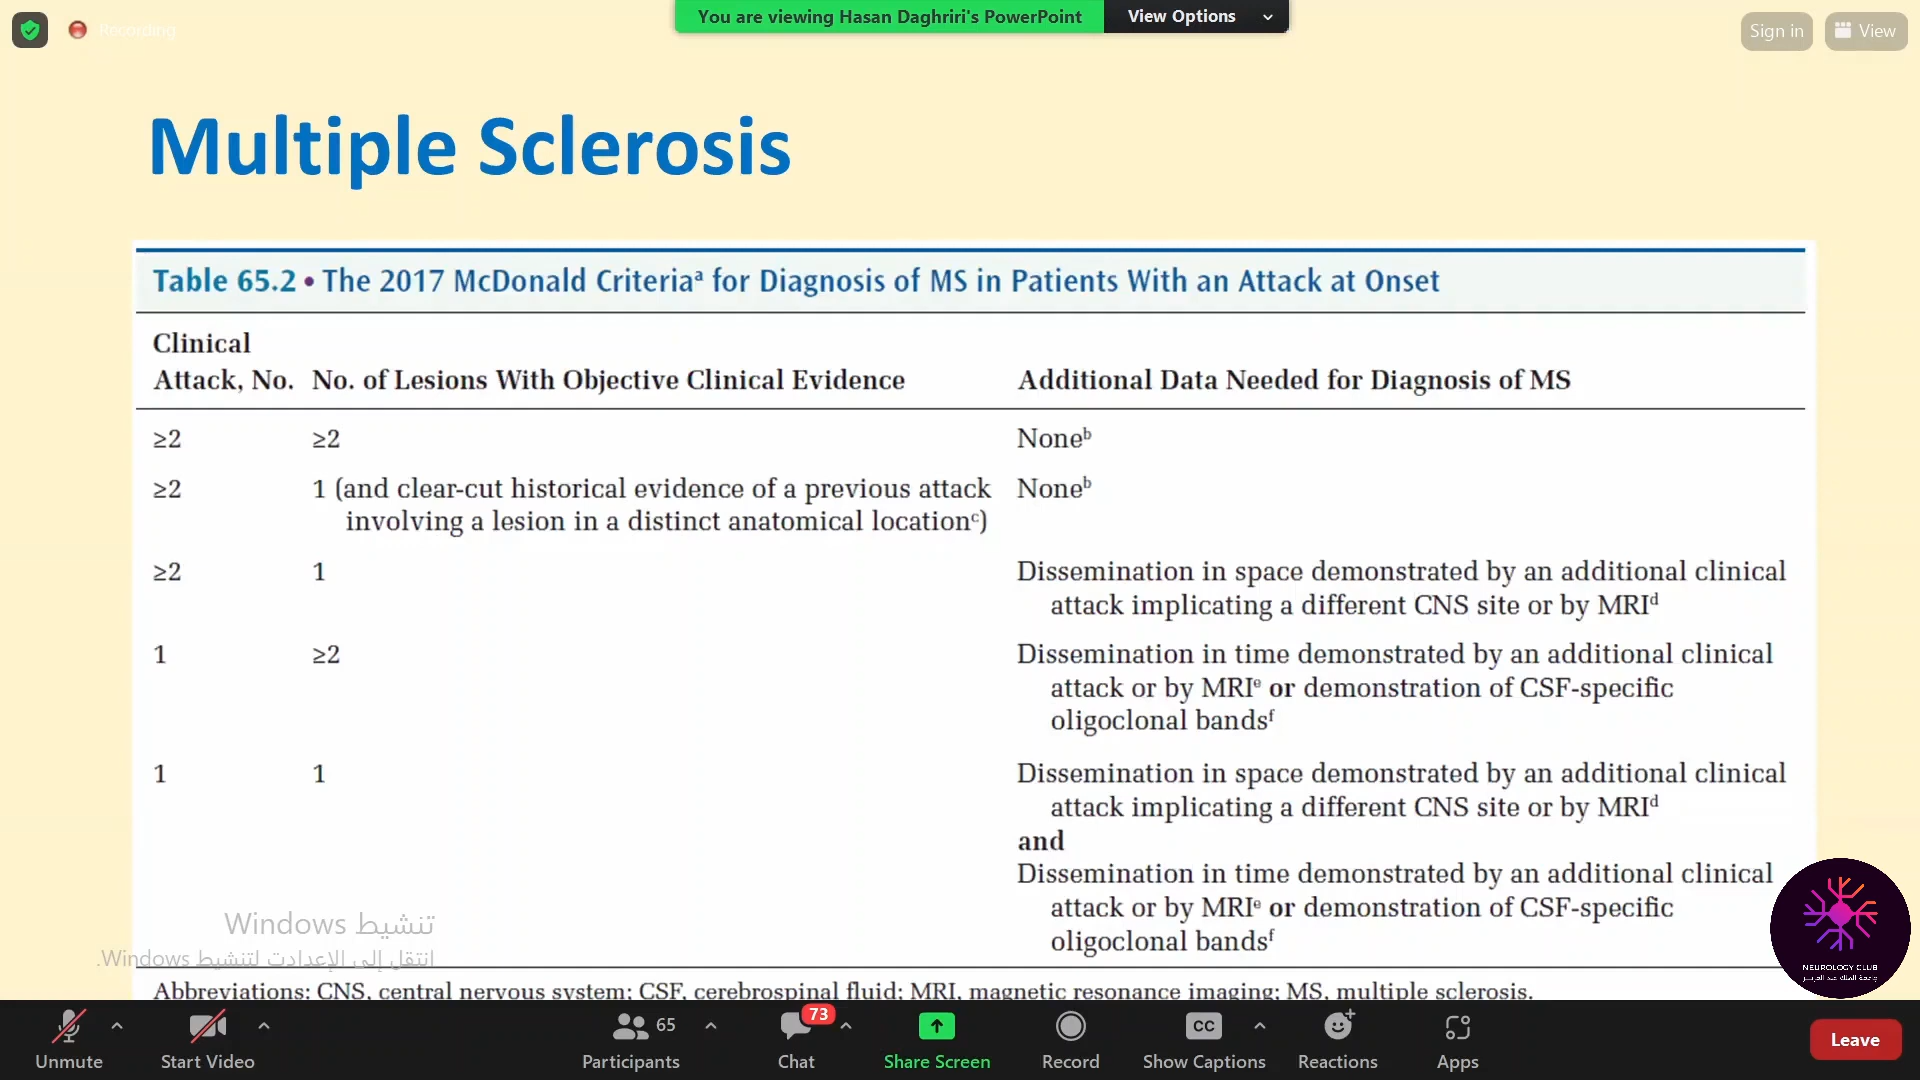 You are viewing Hasan Daghriri's PowerPoint
View Options
Recording
Sign in
View
Multiple Sclerosis
Table 65.2 • The 2017 McDonald Criteriaᵃ for Diagnosis of MS in Patients With an Attack at Onset
Clinical
Attack, No. No. of Lesions With Objective Clinical Evidence Additional Data Needed for Diagnosis of MS
≥2 ≥2 Noneᵇ
≥2 1 (and clear-cut historical evidence of a previous attack Noneᵇ
involving a lesion in a distinct anatomical locationᶜ)
≥2 1 Dissemination in space demonstrated by an additional clinical
attack implicating a different CNS site or by MRIᵈ
1 ≥2 Dissemination in time demonstrated by an additional clinical
attack or by MRIᵉ or demonstration of CSF-specific
oligoclonal bandsᶠ
1 1 Dissemination in space demonstrated by an additional clinical
attack implicating a different CNS site or by MRIᵈ
and
Dissemination in time demonstrated by an additional clinical
attack or by MRIᵉ or demonstration of CSF-specific
oligoclonal bandsᶠ
Abbreviations: CNS, central nervous system; CSF, cerebrospinal fluid; MRI, magnetic resonance imaging; MS, multiple sclerosis.
تنشيط Windows
انتقل إلى الإعدادت لتنشيط Windows.
NEUROLOGY CLUB
جامعة الملك عبد العزيز
Unmute
Start Video
65
Participants
73
Chat
Share Screen
Record
CC
Show Captions
Reactions
Apps
Leave